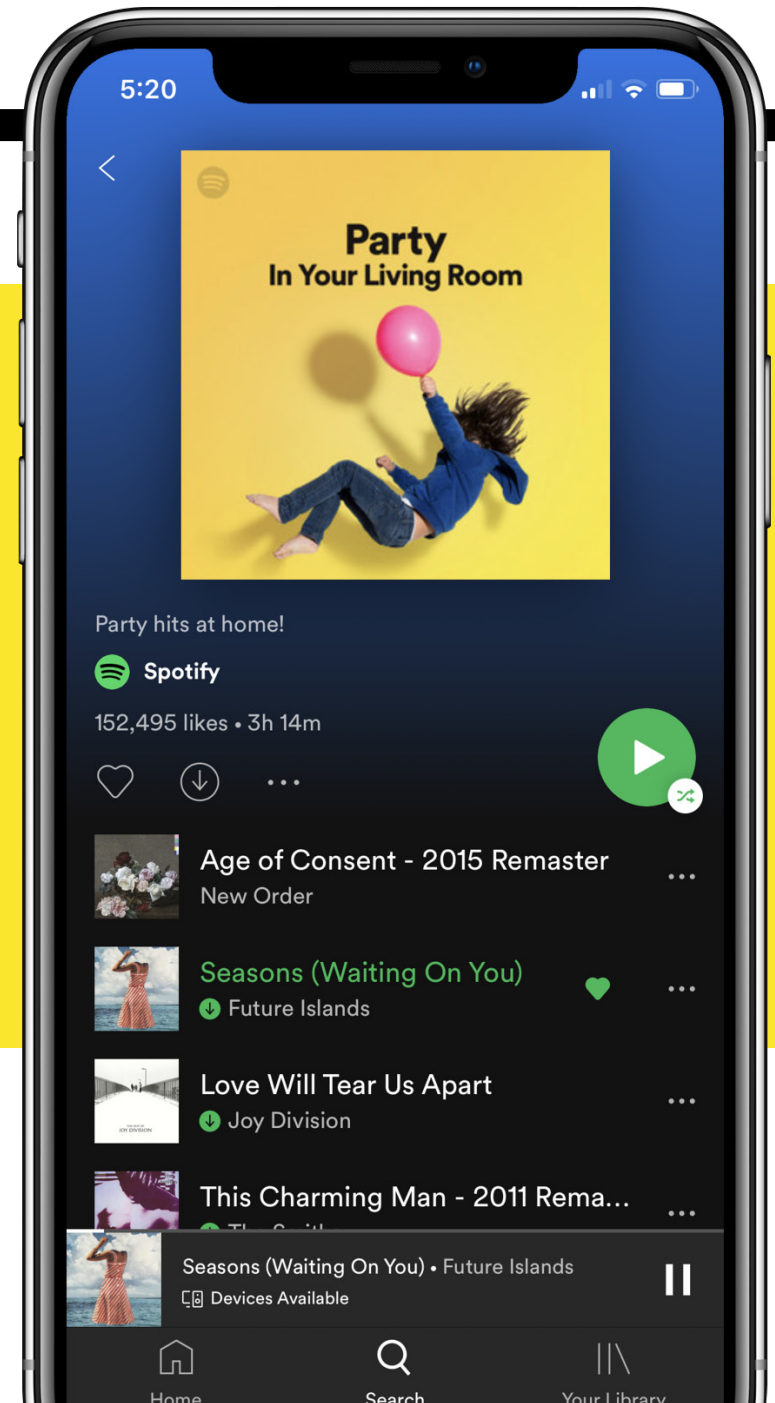 5:20
Party
In Your Living Room
Party hits at home!
Spotify
152,495 likes • 3h 14m
Age of Consent - 2015 Remaster
New Order
Seasons (Waiting On You)
Future Islands
Love Will Tear Us Apart
Joy Division
This Charming Man - 2011 Rema...
Seasons (Waiting On You) • Future Islands
Devices Available
Home
Search
Your Library